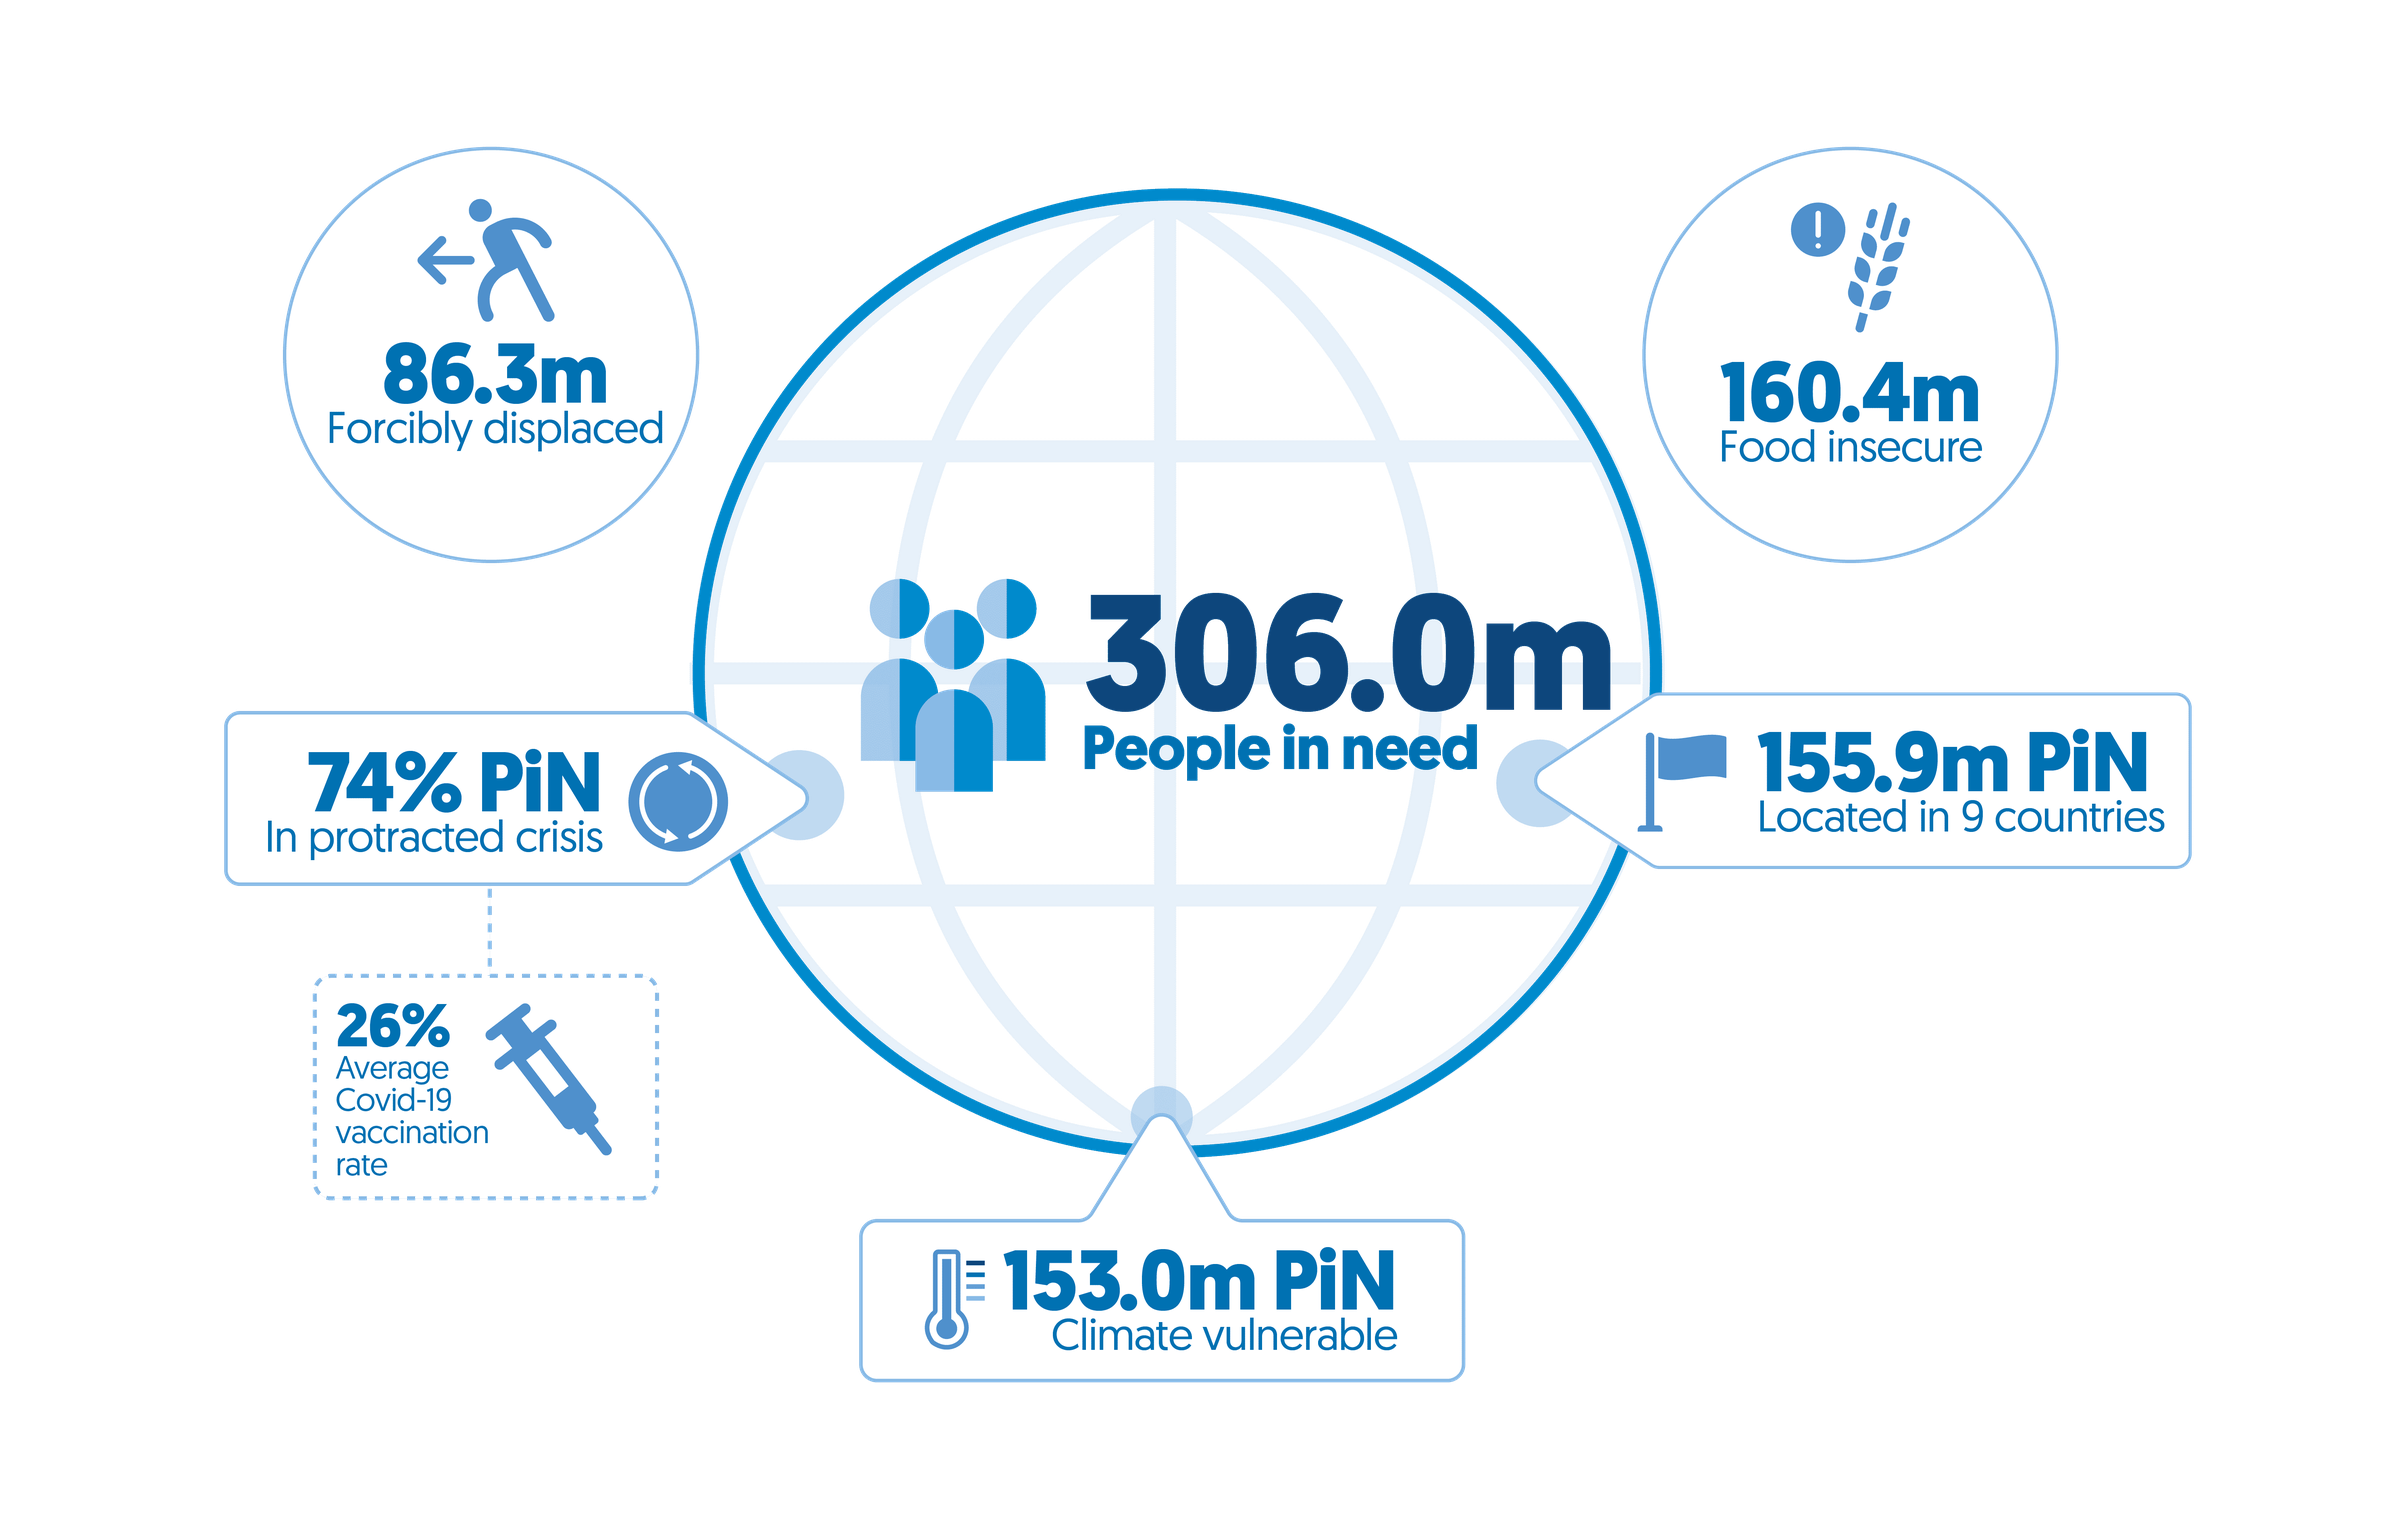 86.3m
Forcibly displaced
160.4m
Food insecure
306.0m
People in need
74% PiN
In protracted crisis
155.9m PiN
Located in 9 countries
26%
Average
Covid-19
vaccination
rate
153.0m PiN
Climate vulnerable